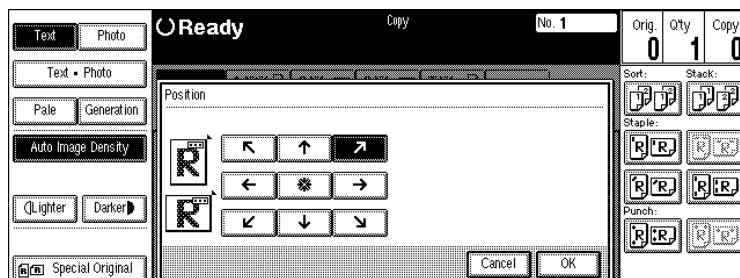 Text Photo
Text • Photo
Pale Generation
Auto Image Density
Lighter Darker
Special Original
Ready
Copy
No. 1
Position
R
R
Cancel OK
Orig. Q'ty Copy
0 1 0
Sort: Stack:
Staple:
Punch: